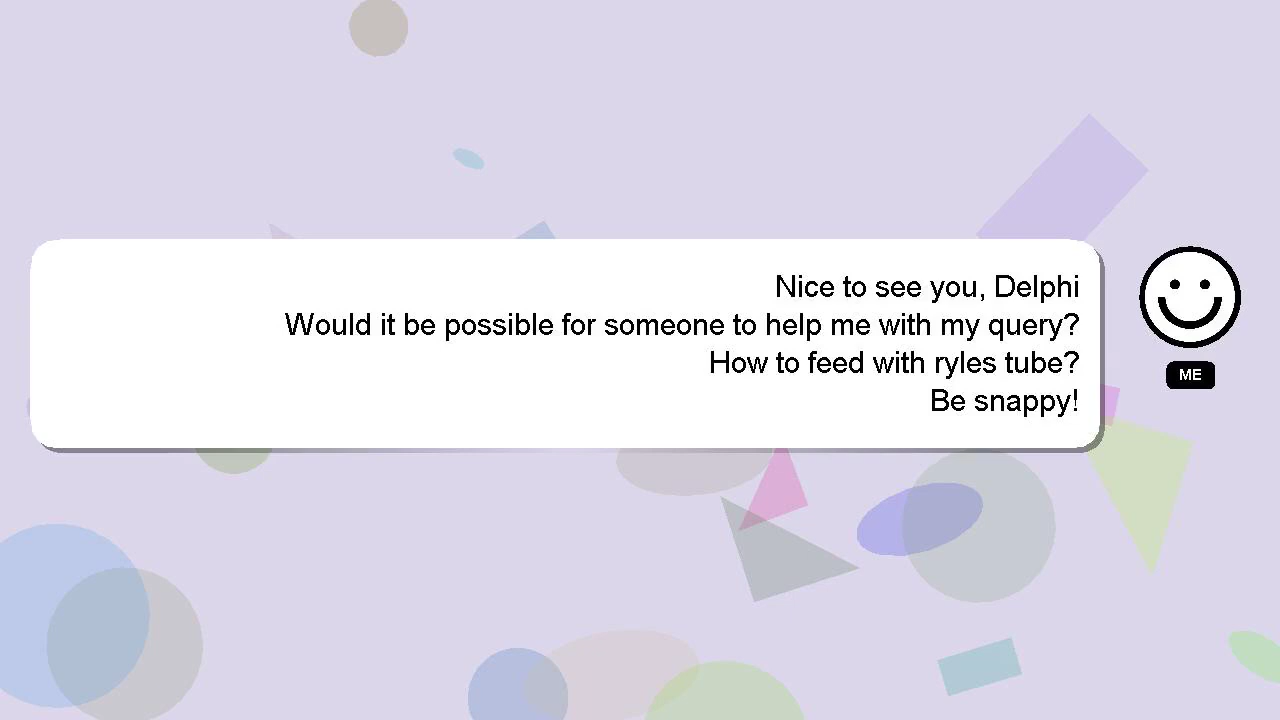 Nice to see you, Delphi
Would it be possible for someone to help me with my query?
How to feed with ryles tube?
Be snappy!
ME